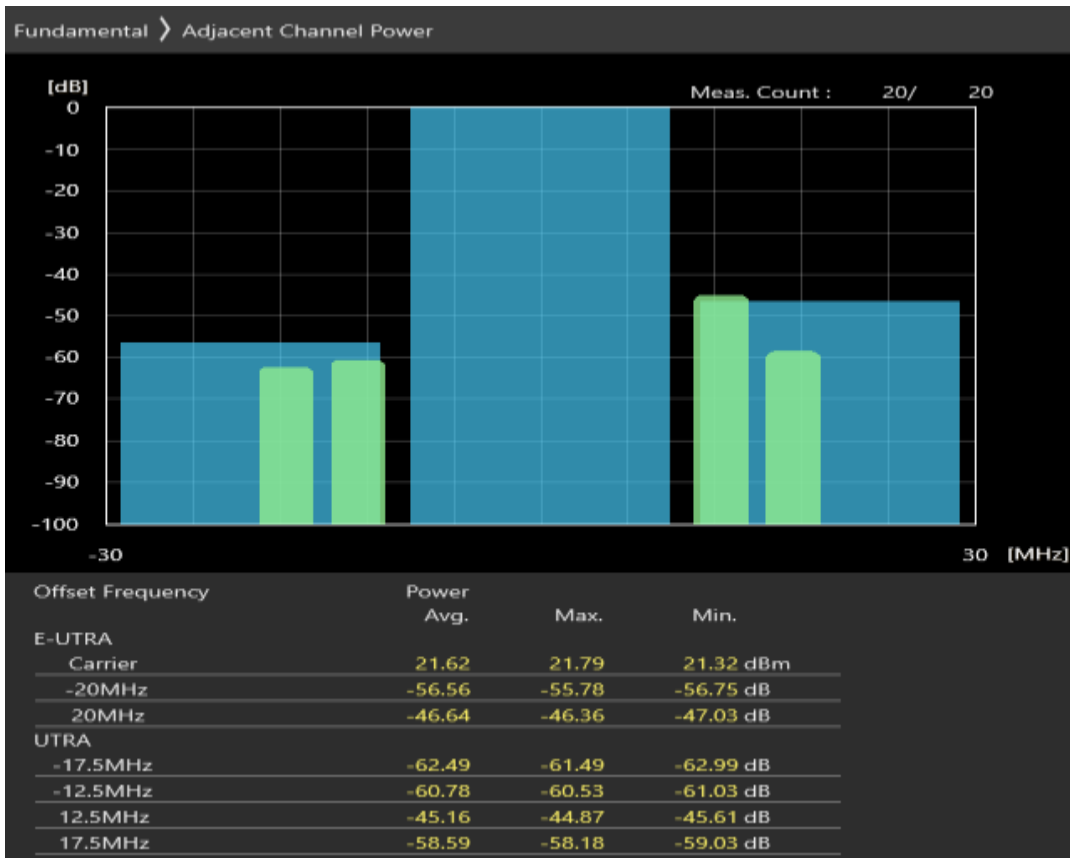 Fundamental 〉 Adjacent Channel Power
[dB]
Meas. Count : 20/ 20
0
-10
-20
-30
-40
-50
-60
-70
-80
-90
-100
-30 30 [MHz]
Offset Frequency Power
Avg. Max. Min.
E-UTRA
Carrier 21.62 21.79 21.32 dBm
-20MHz -56.56 -55.78 -56.75 dB
20MHz -46.64 -46.36 -47.03 dB
UTRA
-17.5MHz -62.49 -61.49 -62.99 dB
-12.5MHz -60.78 -60.53 -61.03 dB
12.5MHz -45.16 -44.87 -45.61 dB
17.5MHz -58.59 -58.18 -59.03 dB